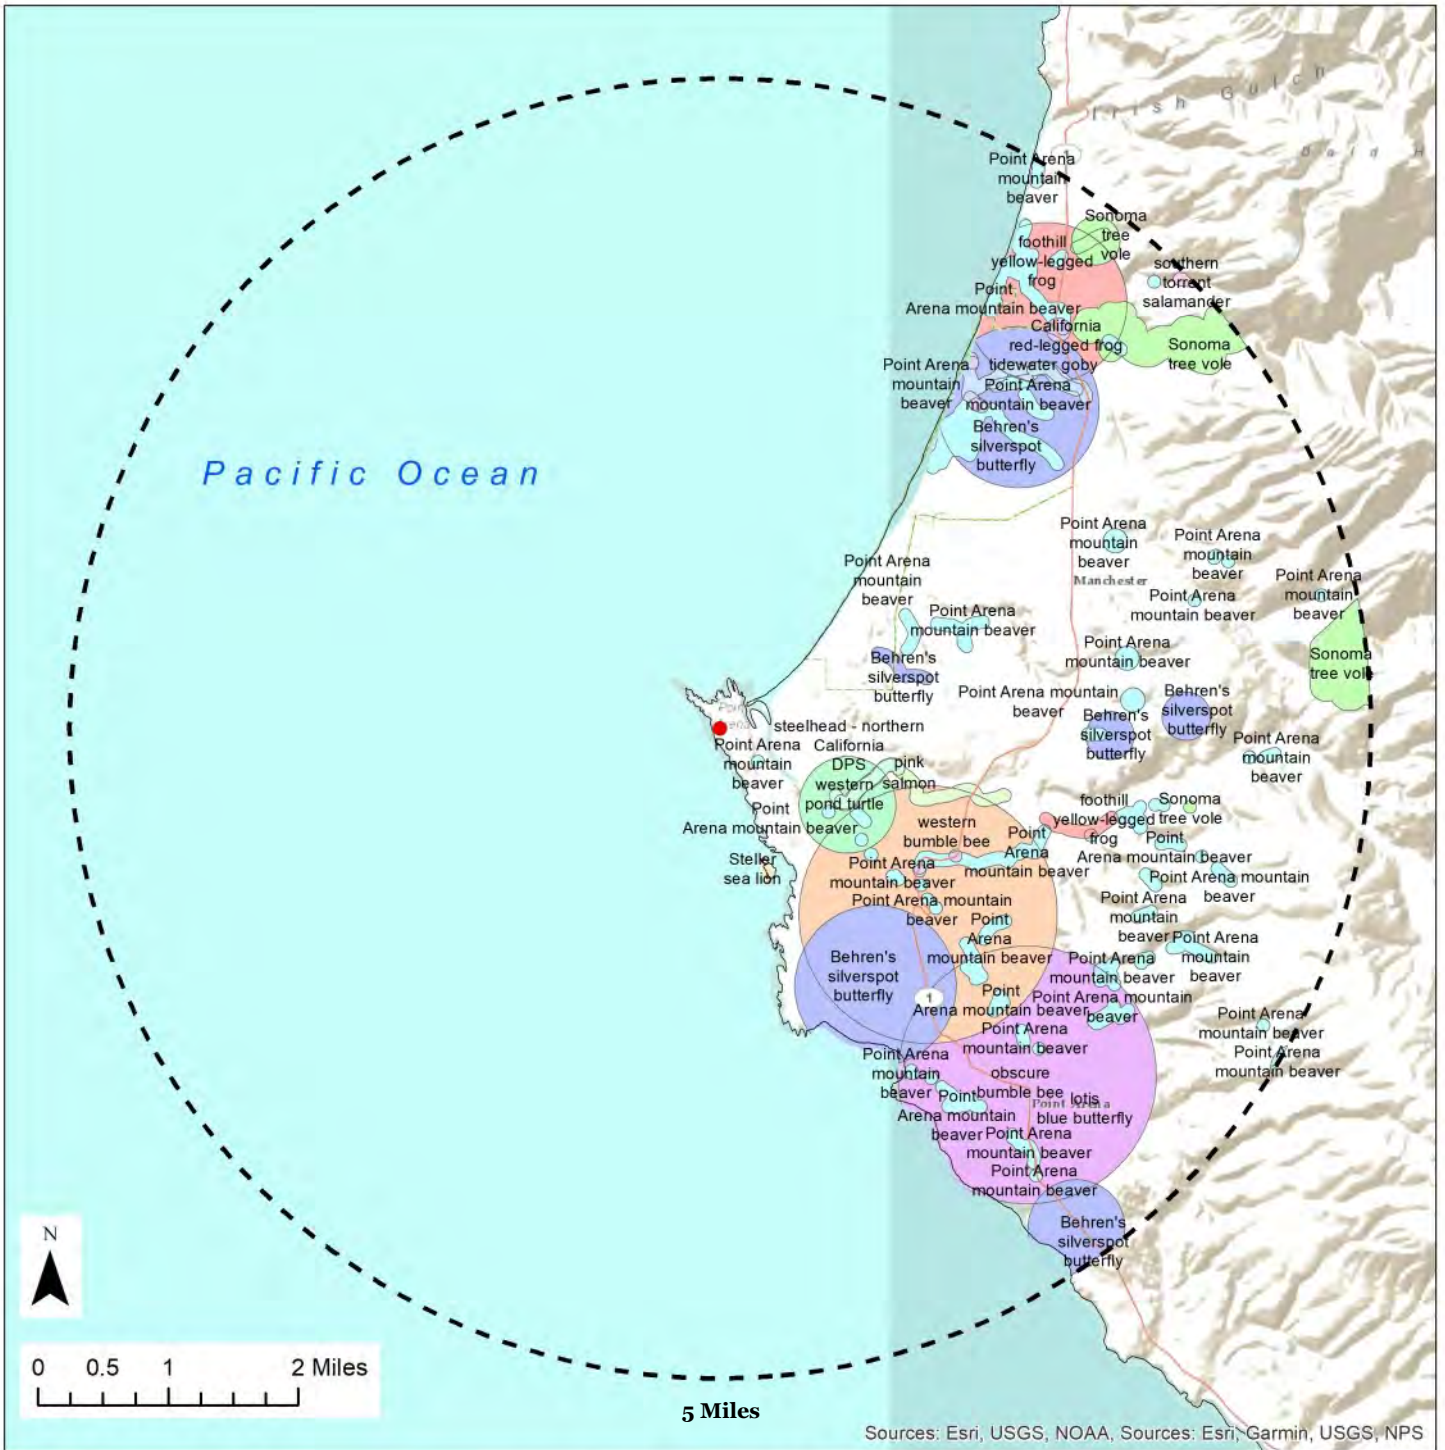 Irish Gulch
Point Arena
mountain
beaver
Sonoma
tree
vole
foothill
yellow-legged
frog
southern
torrent
salamander
Point
Arena mountain beaver
California
red-legged frog
Sonoma
tree vole
Point Arena
mountain
beaver
tidewater goby
Point Arena
mountain beaver
Behren's
silverspot
butterfly
Pacific Ocean
Point Arena
mountain
beaver
Manchester
Point Arena
mountain
beaver
Point Arena
mountain
beaver
Point Arena
mountain beaver
Point Arena
mountain
beaver
Point Arena
mountain beaver
Point Arena
mountain beaver
Sonoma
tree vole
Behren's
silverspot
butterfly
Point Arena mountain
beaver
Behren's
silverspot
butterfly
Behren's
silverspot
butterfly
steelhead - northern
California
DPS
Point Arena
mountain
beaver
western
pond turtle
pink
salmon
Point Arena
mountain
beaver
Point
Arena mountain beaver
western
bumble bee
foothill
yellow-legged
frog
Sonoma
tree vole
Point
Arena
mountain beaver
Point
Arena mountain beaver
Steller
sea lion
Point Arena
mountain beaver
Point Arena mountain
beaver
Point Arena mountain
beaver
Point Arena
mountain
beaver
Point
Arena
mountain beaver
Point Arena
mountain
beaver
Behren's
silverspot
butterfly
Point Arena
mountain beaver
1
Point
Arena mountain beaver
Point Arena mountain
beaver
Point Arena
mountain beaver
Point Arena
mountain beaver
Point Arena
mountain beaver
Point Arena
mountain
beaver
obscure
bumble bee
lotis
blue butterfly
Point Arena
Point
Arena mountain
beaver
Point Arena
mountain beaver
Point Arena
mountain beaver
Behren's
silverspot
butterfly
N
0 0.5 1 2 Miles
5 Miles
Sources: Esri, USGS, NOAA, Sources: Esri, Garmin, USGS, NPS